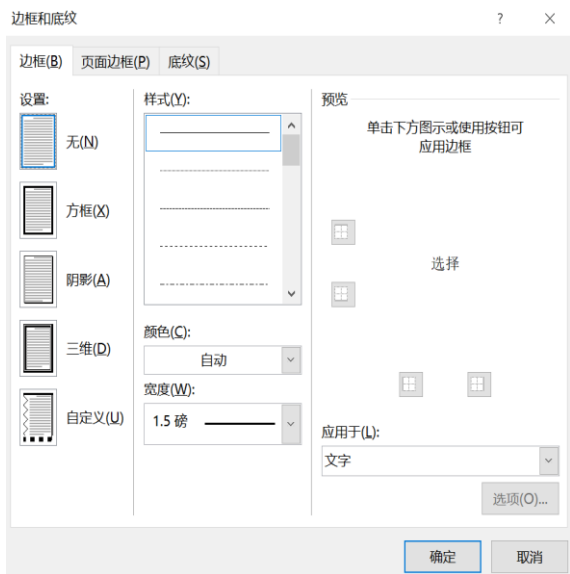 边框和底纹 ? ×
边框(B) 页面边框(P) 底纹(S)
设置:
无(N)
方框(X)
阴影(A)
三维(D)
自定义(U)
样式(Y):
颜色(C):
自动
宽度(W):
1.5 磅
预览
单击下方图示或使用按钮可
应用边框
选择
应用于(L):
文字
选项(O)...
确定 取消